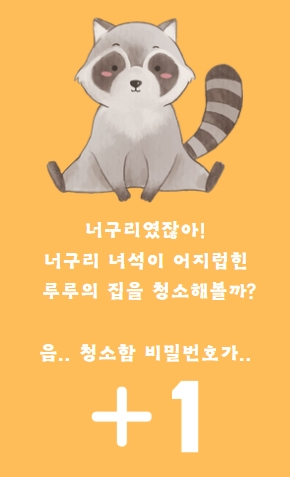 너구리였잖아!
너구리 녀석이 어지럽힌
루루의 집을 청소해볼까?
음.. 청소함 비밀번호가..
+1